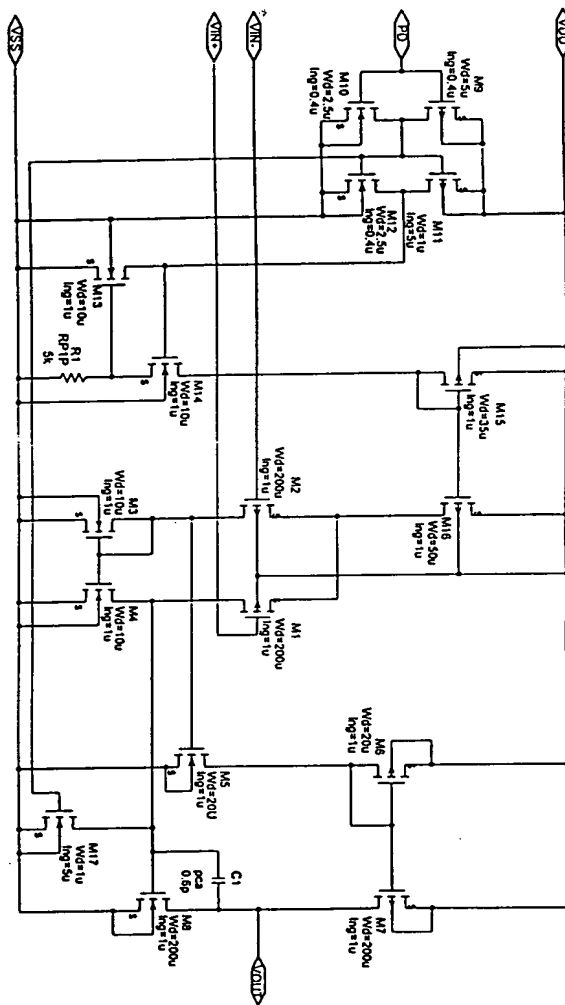 VDD
M9
Wd=5u
lng=0.4u
M11
Wd=1u
lng=5u
M15
Wd=35u
lng=1u
M16
Wd=50u
lng=1u
M6
Wd=20u
lng=1u
M7
Wd=200u
lng=1u
PD
M10
Wd=2.5u
lng=0.4u
s
M12
Wd=2.5u
lng=0.4u
s
VIN-
M2
Wd=200u
lng=1u
M1
Wd=200u
lng=1u
VOUT
VIN+
M14
Wd=10u
lng=1u
s
M5
Wd=20U
lng=1u
s
C1
pca
0.6p
M13
Wd=10u
lng=1u
s
R1
RP1P
5k
M3
Wd=10u
lng=1u
s
M4
Wd=10u
lng=1u
s
M8
Wd=200u
lng=1u
s
M17
Wd=1u
lng=5u
s
VSS